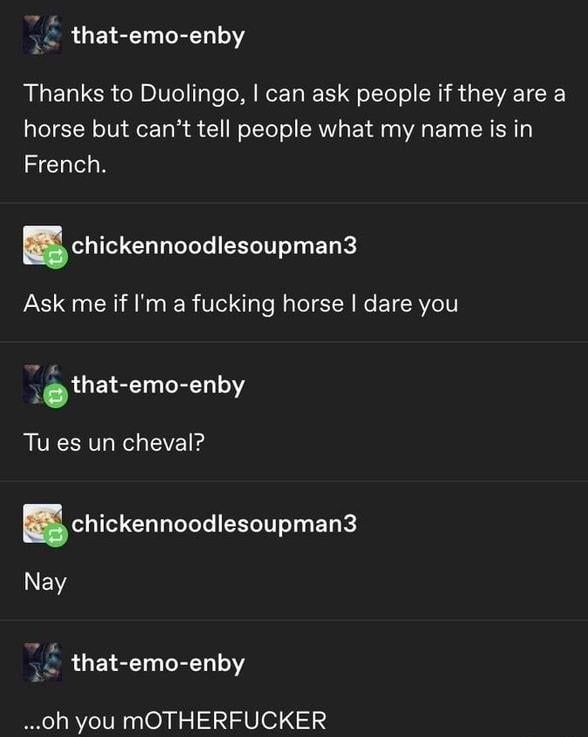 that-emo-enby
Thanks to Duolingo, I can ask people if they are a
horse but can’t tell people what my name is in
French.
chickennoodlesoupman3
Ask me if I'm a fucking horse I dare you
that-emo-enby
Tu es un cheval?
chickennoodlesoupman3
Nay
that-emo-enby
...oh you mOTHERFUCKER